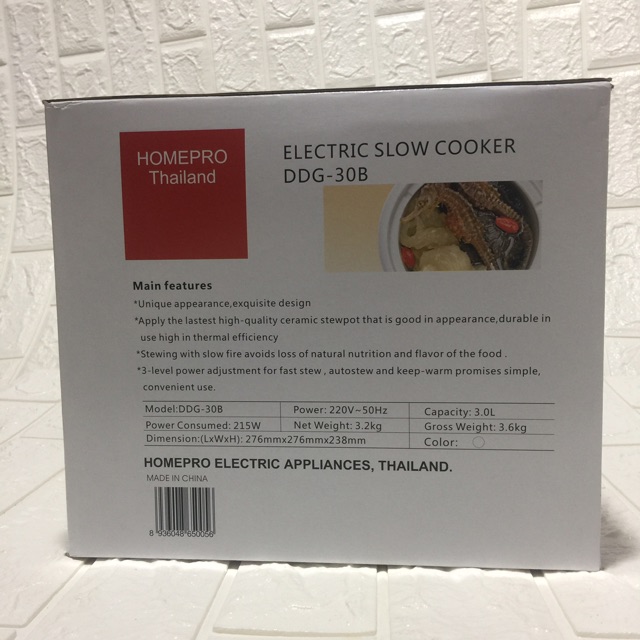 HOMEPRO
Thailand
ELECTRIC SLOW COOKER
DDG-30B
Main features
*Unique appearance,exquisite design
*Apply the lastest high-quality ceramic stewpot that is good in appearance,durable in
use high in thermal efficiency
*Stewing with slow fire avoids loss of natural nutrition and flavor of the food .
*3-level power adjustment for fast stew , autostew and keep-warm promises simple,
convenient use.
Model:DDG-30B Power: 220V~50Hz Capacity: 3.0L
Power Consumed: 215W Net Weight: 3.2kg Gross Weight: 3.6kg
Dimension:(LxWxH): 276mmx276mmx238mm Color:
HOMEPRO ELECTRIC APPLIANCES, THAILAND.
MADE IN CHINA
8 936048 650056